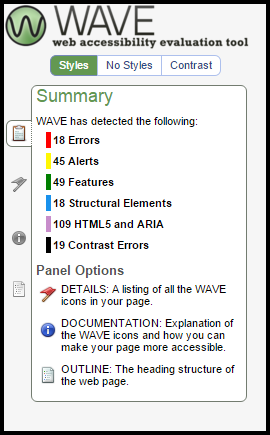 WAVE
web accessibility evaluation tool
Styles No Styles Contrast
Summary
WAVE has detected the following:
18 Errors
45 Alerts
49 Features
18 Structural Elements
109 HTML5 and ARIA
19 Contrast Errors
Panel Options
DETAILS: A listing of all the WAVE
icons in your page.
DOCUMENTATION: Explanation of
the WAVE icons and how you can
make your page more accessible.
OUTLINE: The heading structure of
the web page.